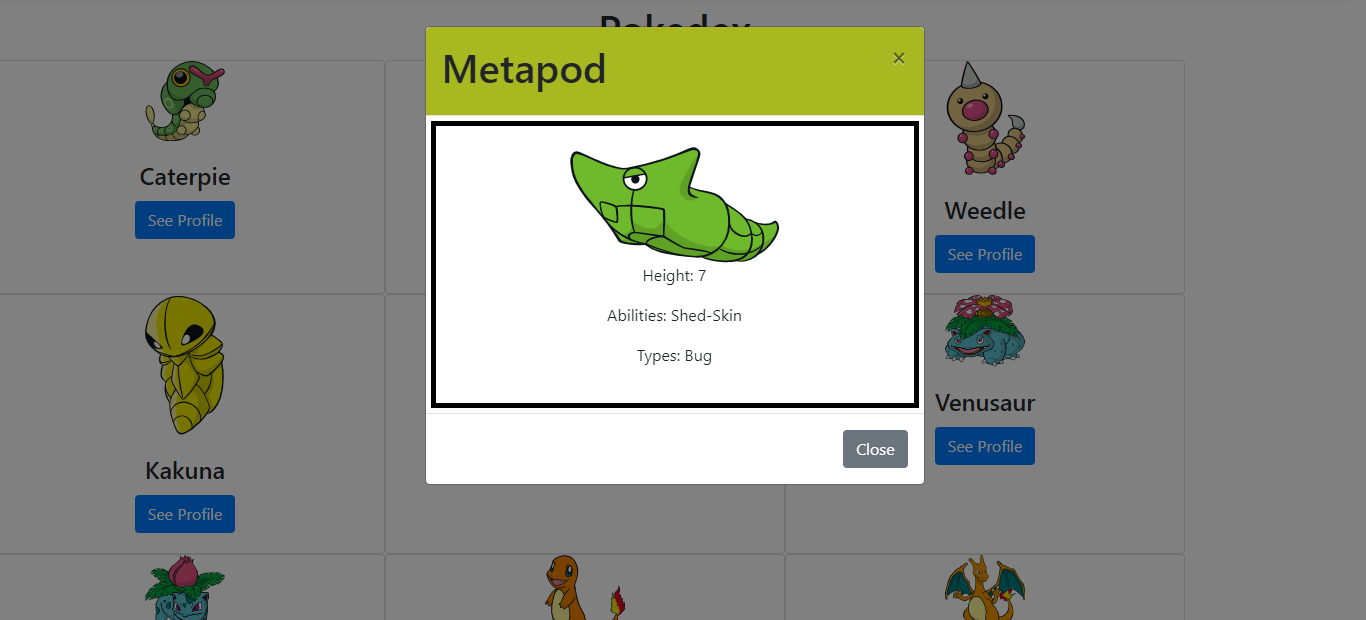 Pokedex
Metapod
×
Caterpie
See Profile
Weedle
See Profile
Height: 7
Abilities: Shed-Skin
Types: Bug
Close
Kakuna
See Profile
Venusaur
See Profile